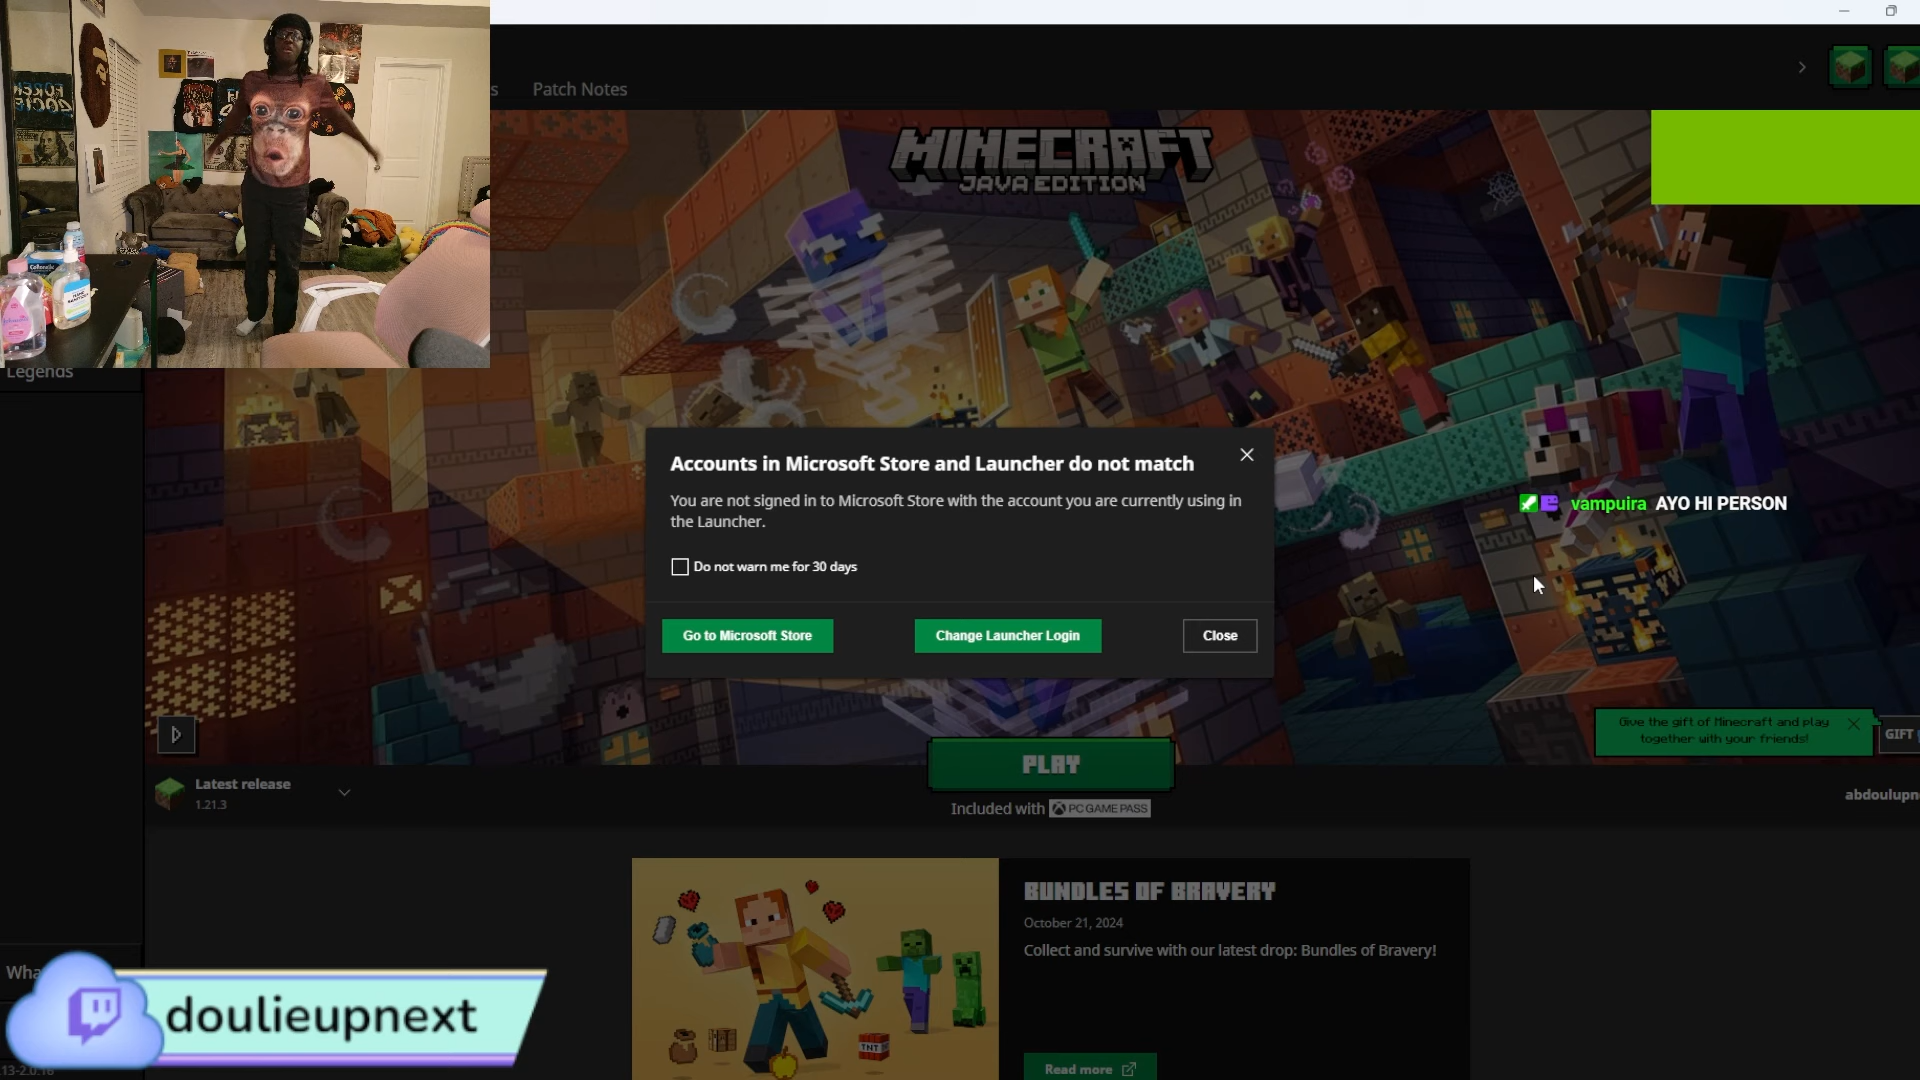 Patch Notes
MINECRAFT
JAVA EDITION
Legends
Accounts in Microsoft Store and Launcher do not match
You are not signed in to Microsoft Store with the account you are currently using in
the Launcher.
Do not warn me for 30 days
Go to Microsoft Store
Change Launcher Login
Close
vampuira AYO HI PERSON
Give the gift of Minecraft and play
together with your friends!
GIFT
PLAY
Latest release
1.21.3
Included with PC GAME PASS
abdoulupn
BUNDLES OF BRAVERY
October 21, 2024
Collect and survive with our latest drop: Bundles of Bravery!
TNT
Read more
Wha
doulieupnext